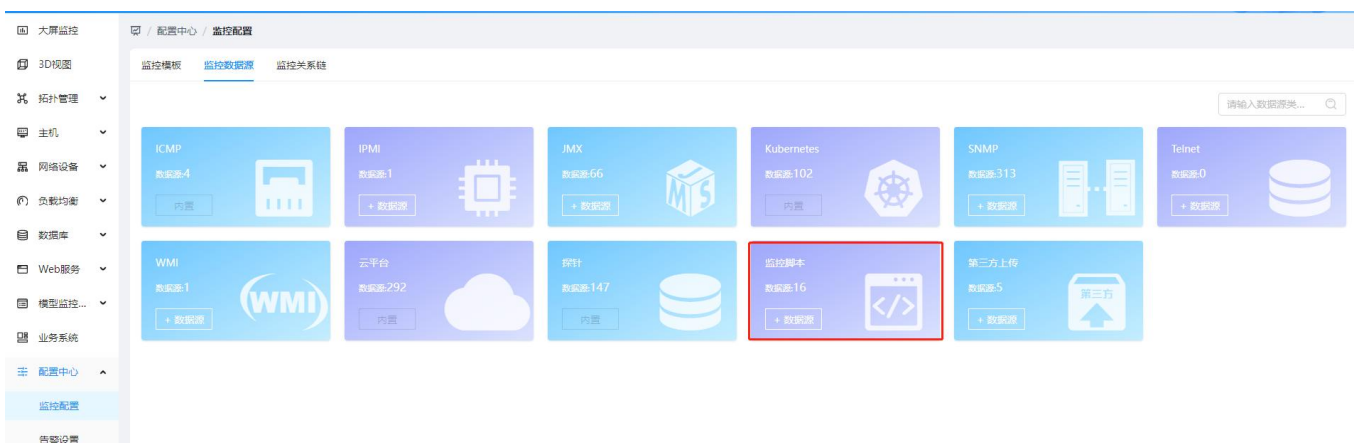 大屏监控
3D视图
拓扑管理
主机
网络设备
负载均衡
数据库
Web服务
模型监控...
业务系统
配置中心
监控配置
告警设置
/ 配置中心 / 监控配置
监控模板 监控数据源 监控关系链
请输入数据源类...
ICMP
数据源:4
内置
IPMI
数据源:1
+ 数据源
JMX
数据源:66
+ 数据源
JMS
Kubernetes
数据源:102
内置
SNMP
数据源:313
+ 数据源
Telnet
数据源:0
+ 数据源
WMI
数据源:1
+ 数据源
WMI
云平台
数据源:292
内置
探针
数据源:147
内置
监控脚本
数据源:16
+ 数据源
</>
第三方上传
数据源:5
+ 数据源
第三方